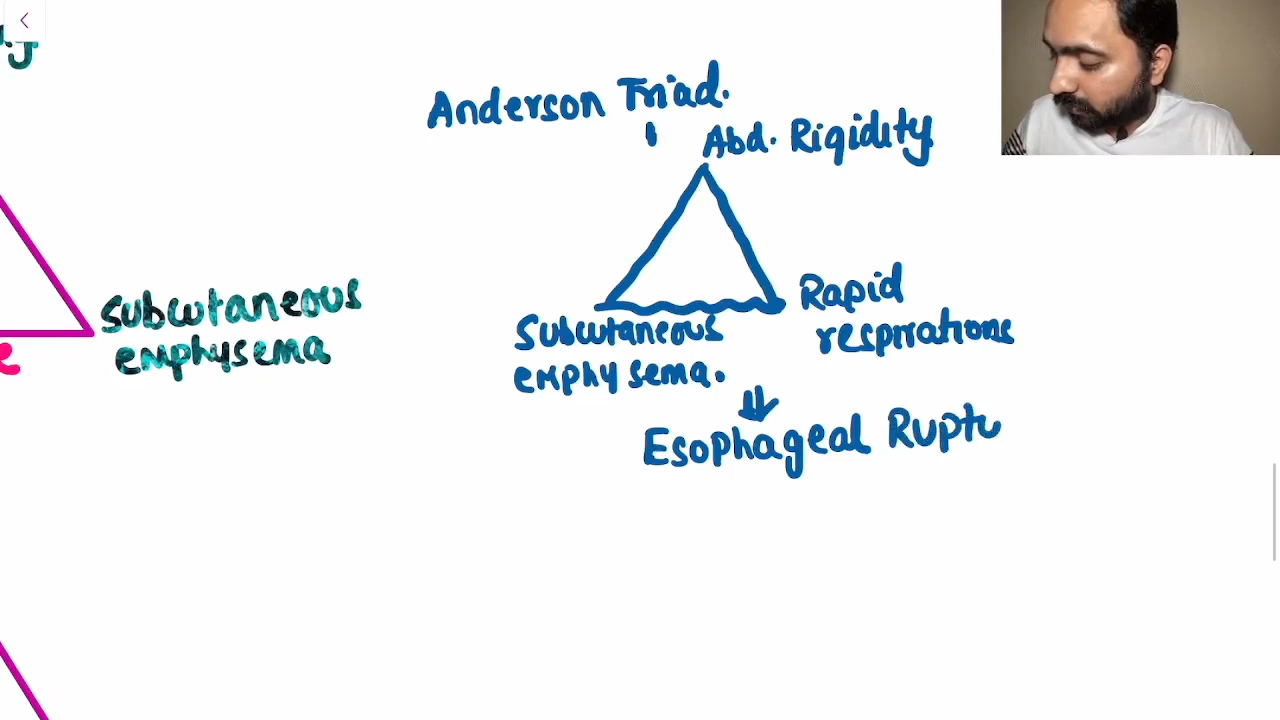 Anderson Triad.
Abd. Rigidity
Subcutaneous
emphysema
Rapid
respirations
Subcutaneous
emphysema.
Esophageal Ruptu